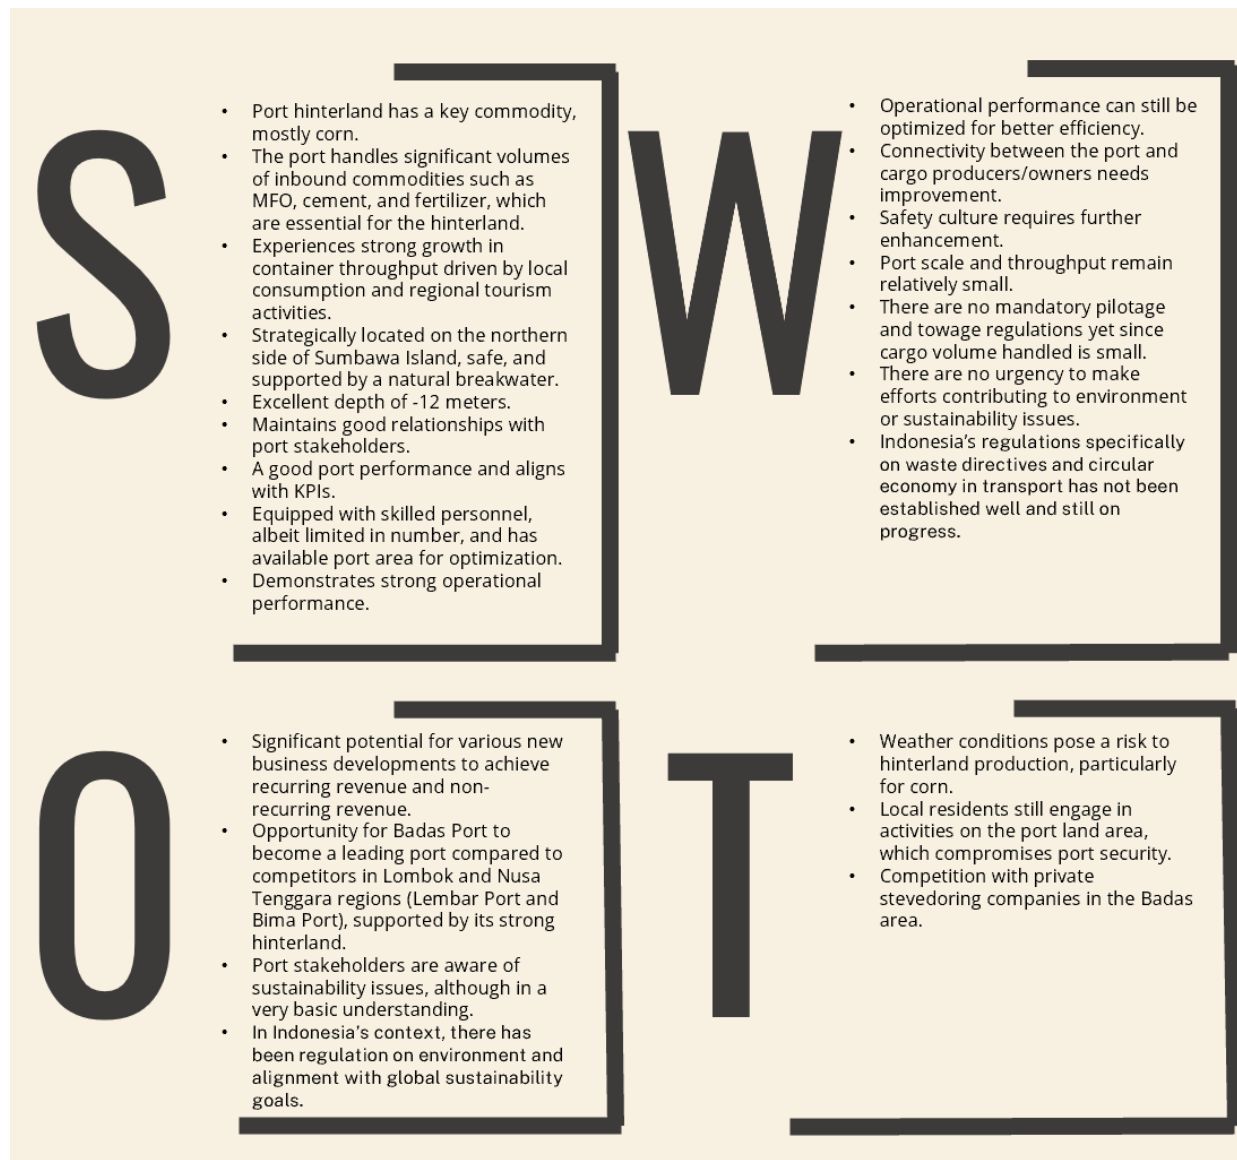 S
• Port hinterland has a key commodity,
mostly corn.
• The port handles significant volumes
of inbound commodities such as
MFO, cement, and fertilizer, which
are essential for the hinterland.
• Experiences strong growth in
container throughput driven by local
consumption and regional tourism
activities.
• Strategically located on the northern
side of Sumbawa Island, safe, and
supported by a natural breakwater.
• Excellent depth of -12 meters.
• Maintains good relationships with
port stakeholders.
• A good port performance and aligns
with KPIs.
• Equipped with skilled personnel,
albeit limited in number, and has
available port area for optimization.
• Demonstrates strong operational
performance.
W
• Operational performance can still be
optimized for better efficiency.
• Connectivity between the port and
cargo producers/owners needs
improvement.
• Safety culture requires further
enhancement.
• Port scale and throughput remain
relatively small.
• There are no mandatory pilotage
and towage regulations yet since
cargo volume handled is small.
• There are no urgency to make
efforts contributing to environment
or sustainability issues.
• Indonesia’s regulations specifically
on waste directives and circular
economy in transport has not been
established well and still on
progress.
O
• Significant potential for various new
business developments to achieve
recurring revenue and non-
recurring revenue.
• Opportunity for Badas Port to
become a leading port compared to
competitors in Lombok and Nusa
Tenggara regions (Lembar Port and
Bima Port), supported by its strong
hinterland.
• Port stakeholders are aware of
sustainability issues, although in a
very basic understanding.
• In Indonesia’s context, there has
been regulation on environment and
alignment with global sustainability
goals.
T
• Weather conditions pose a risk to
hinterland production, particularly
for corn.
• Local residents still engage in
activities on the port land area,
which compromises port security.
• Competition with private
stevedoring companies in the Badas
area.